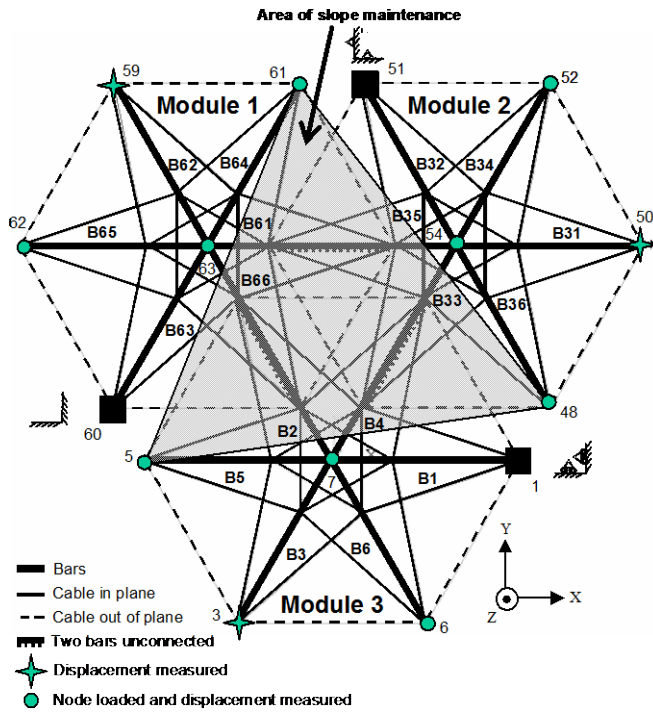 Area of slope maintenance
59
61
51
52
Module 1
Module 2
B62
B64
B32
B34
62
B65
B61
B35
54
B31
50
63
B66
B33
B36
B63
60
48
B2
B4
5
B5
7
B1
1
B3
B6
Y
X
Z
3
Module 3
6
Bars
Cable in plane
Cable out of plane
Two bars unconnected
Displacement measured
Node loaded and displacement measured